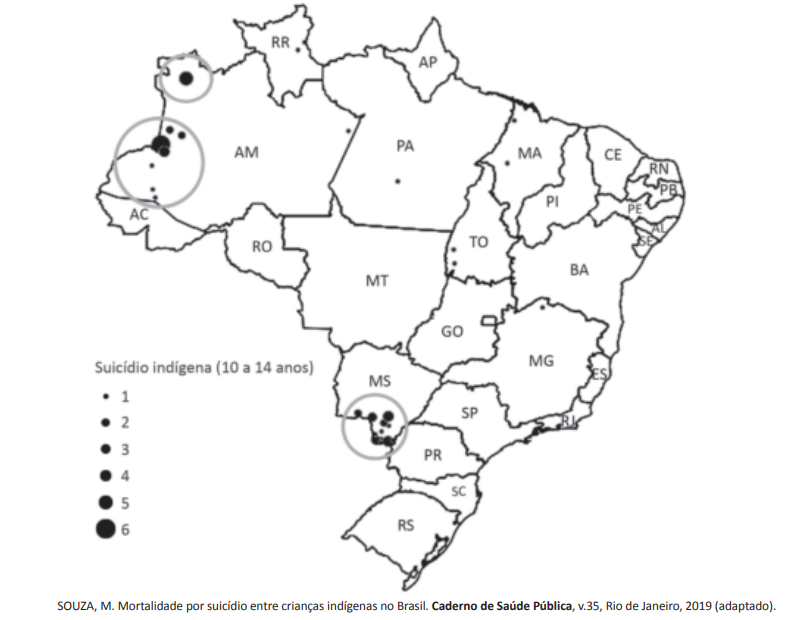 RR
AP
AM
PA
MA
CE
RN
PB
PI
PE
AL
SE
AC
RO
TO
BA
MT
GO
MG
ES
MS
SP
RJ
PR
SC
RS
Suicídio indígena (10 a 14 anos)
1
2
3
4
5
6
SOUZA, M. Mortalidade por suicídio entre crianças indígenas no Brasil. Caderno de Saúde Pública, v.35, Rio de Janeiro, 2019 (adaptado).